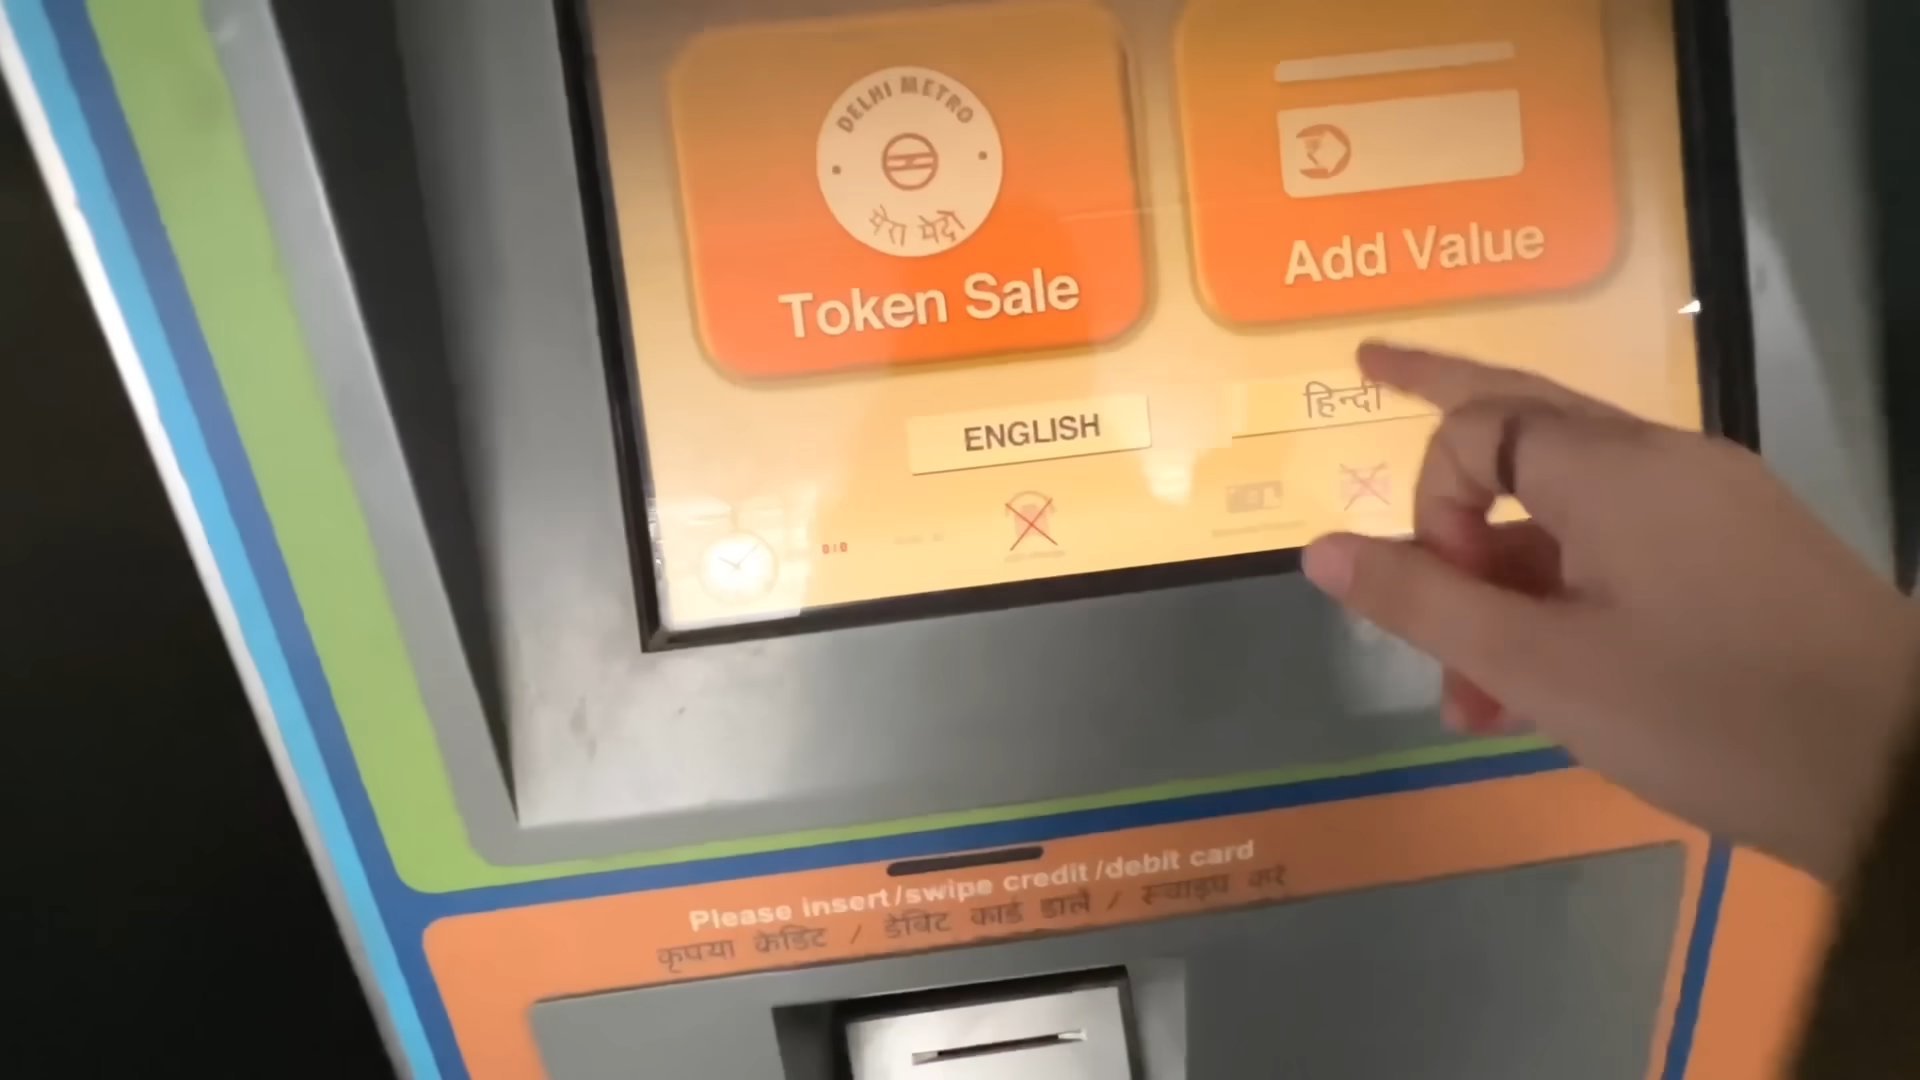 DELHI METRO
मेरी मेट्रो
Token Sale
Add Value
ENGLISH
हिन्दी
Please insert/swipe credit/debit card
कृपया क्रेडिट / डेबिट कार्ड डाले / स्वाइप करे